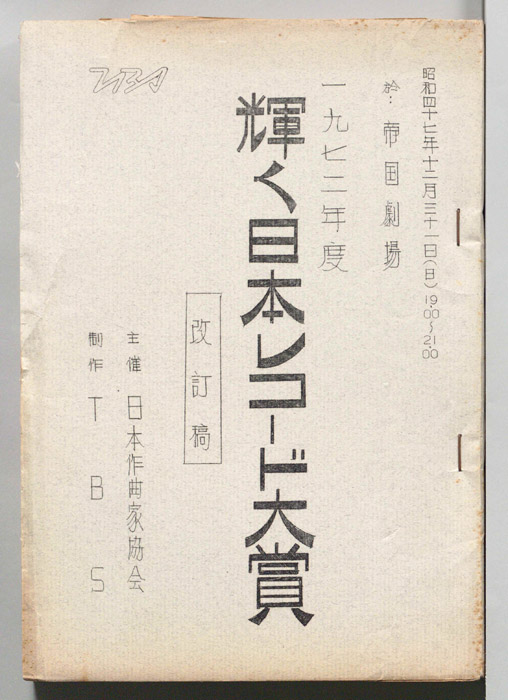 昭和四十七年十二月三十一日(日)19.00〜21.00
於:帝国劇場
一九七二年度
輝く日本レコード大賞
改訂稿
主催 日本作曲家協会
制作 TBS
TBS